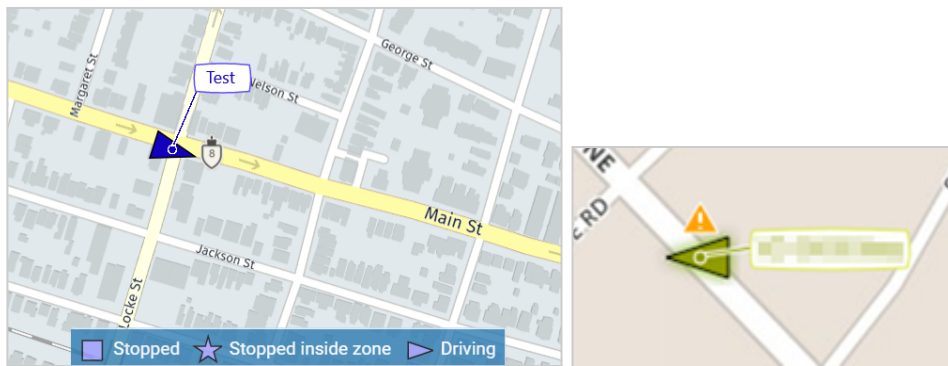 Margaret St
George St
Nelson St
Test
8
Main St
Jackson St
Locke St
Stopped
Stopped inside zone
Driving
NE
RD